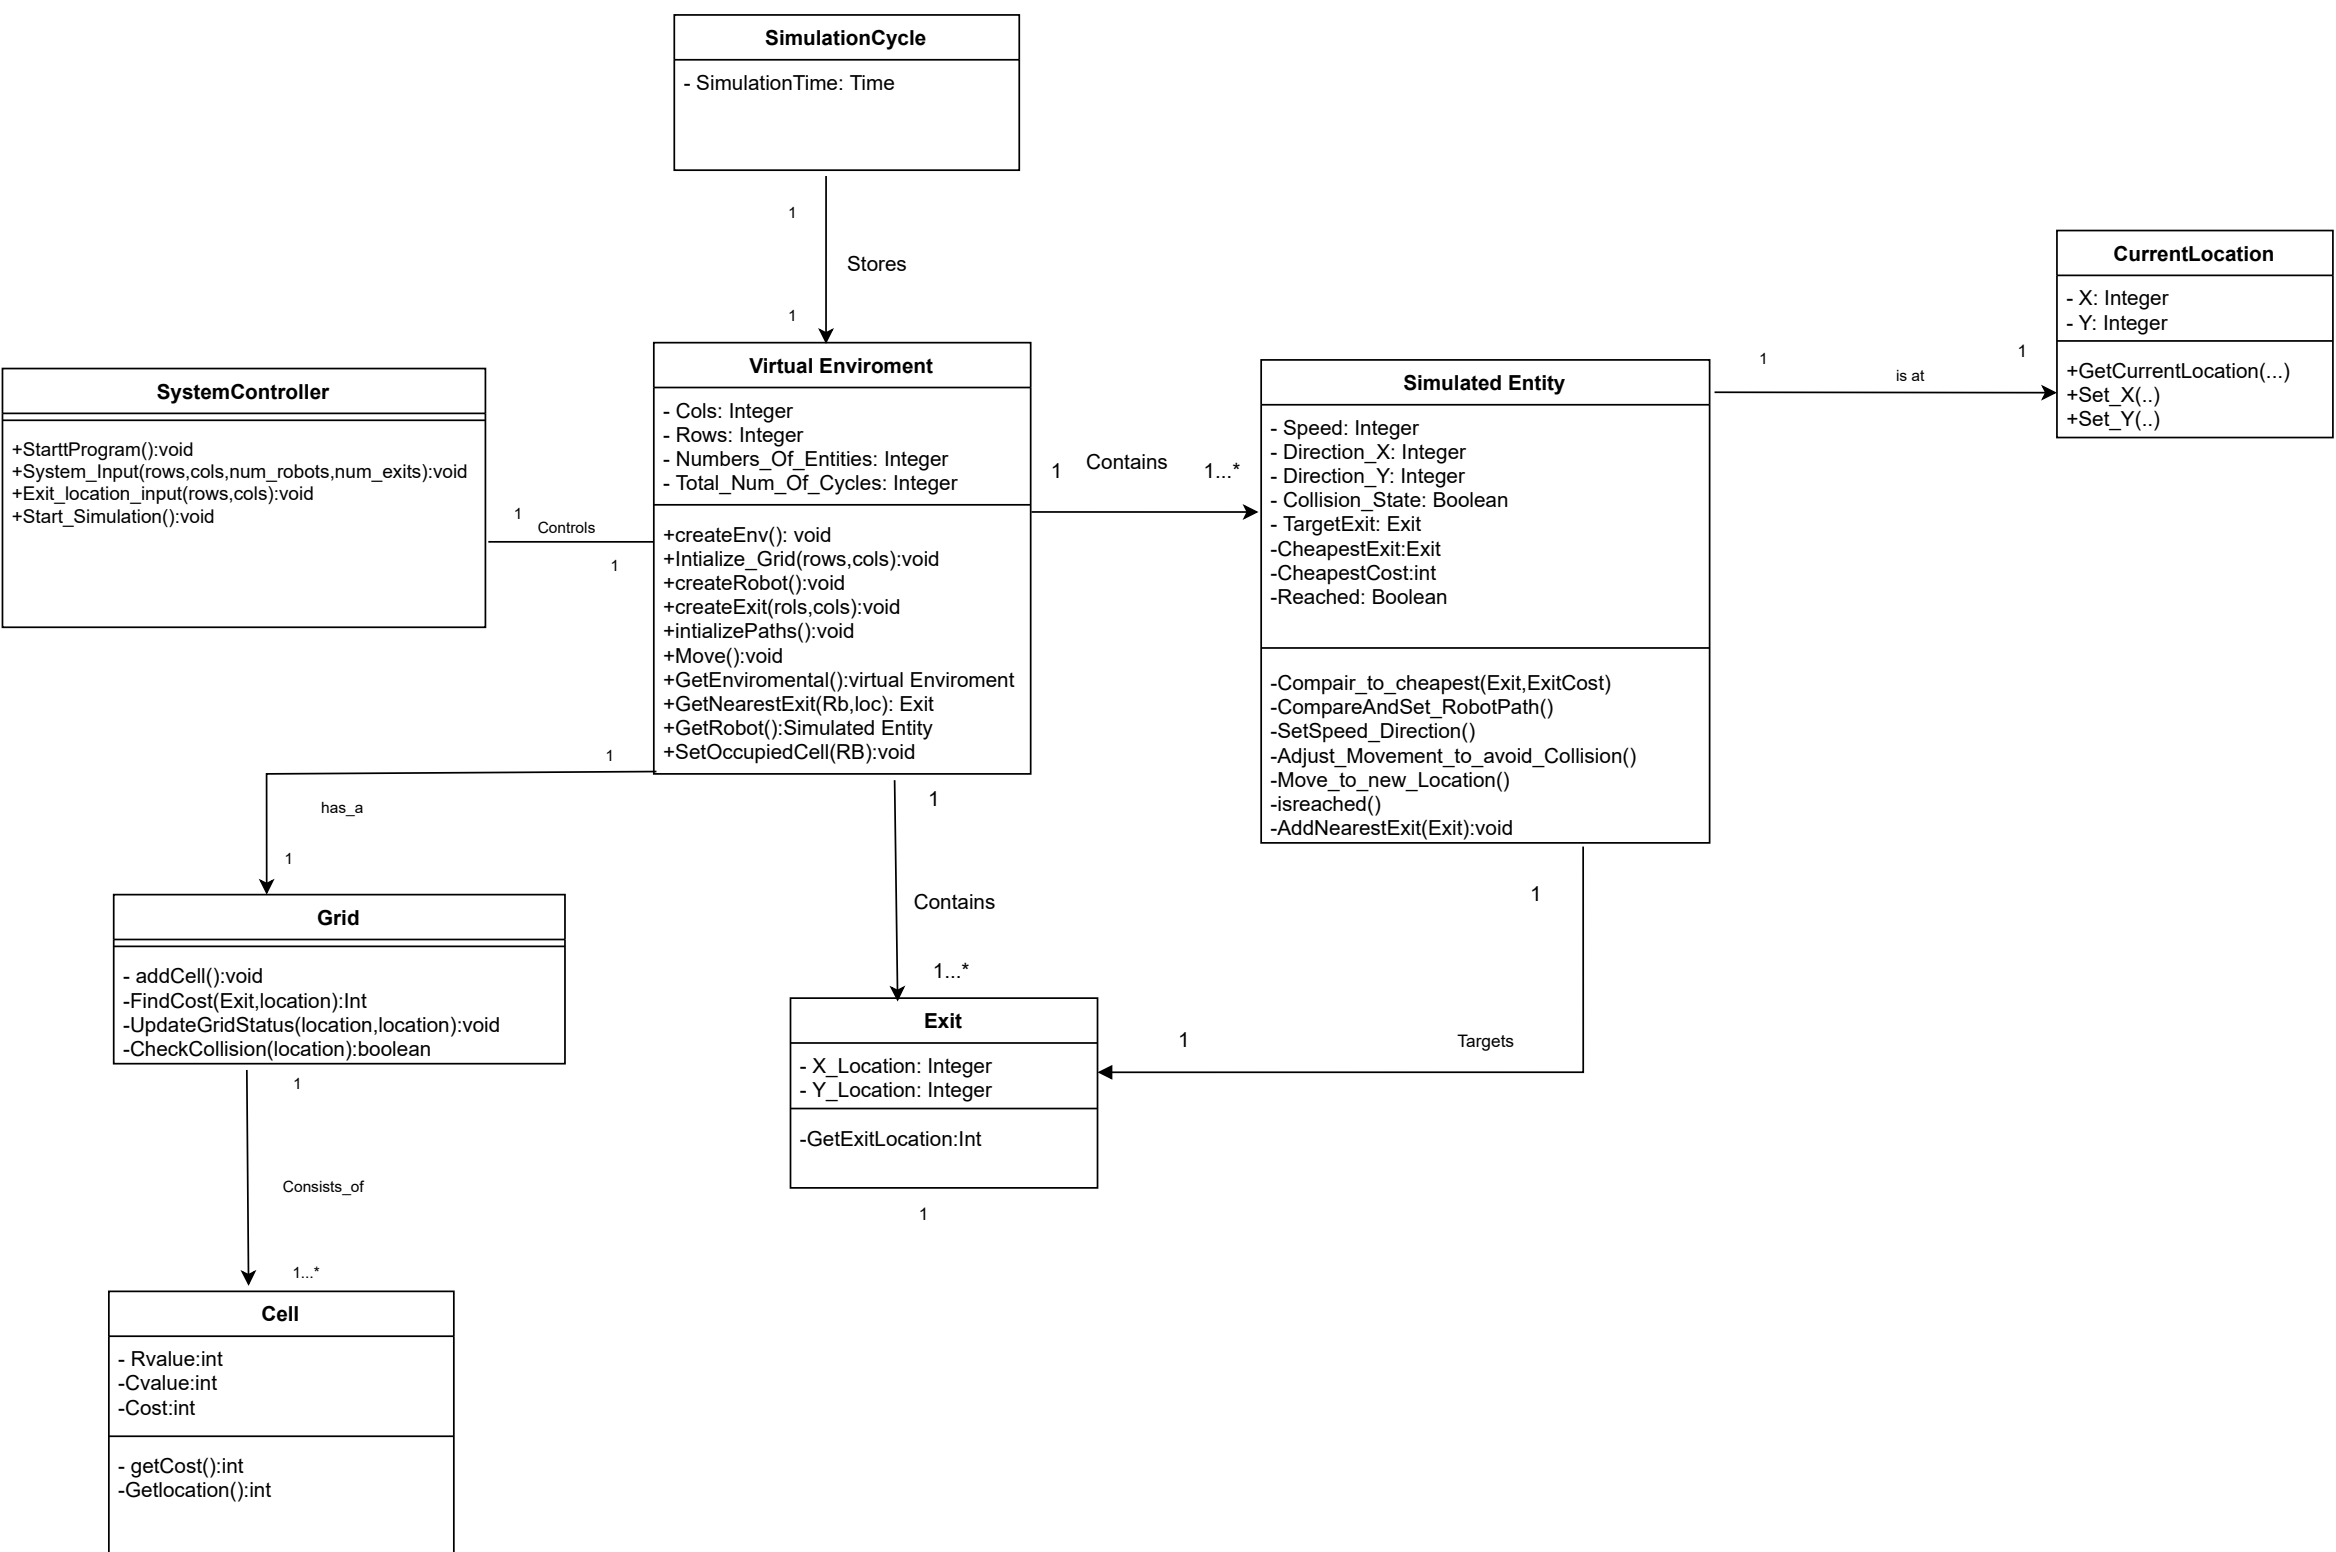 SimulationCycle
- SimulationTime: Time
1
Stores
1
CurrentLocation
- X: Integer
- Y: Integer
+GetCurrentLocation(...)
+Set_X(..)
+Set_Y(..)
SystemController
+StarttProgram():void
+System_Input(rows,cols,num_robots,num_exits):void
+Exit_location_input(rows,cols):void
+Start_Simulation():void
1
Controls
1
Virtual Enviroment
- Cols: Integer
- Rows: Integer
- Numbers_Of_Entities: Integer
- Total_Num_Of_Cycles: Integer
+createEnv(): void
+Intialize_Grid(rows,cols):void
+createRobot():void
+createExit(rols,cols):void
+intializePaths():void
+Move():void
+GetEnviromental():virtual Enviroment
+GetNearestExit(Rb,loc): Exit
+GetRobot():Simulated Entity
+SetOccupiedCell(RB):void
1
Contains
1...*
Simulated Entity
- Speed: Integer
- Direction_X: Integer
- Direction_Y: Integer
- Collision_State: Boolean
- TargetExit: Exit
-CheapestExit:Exit
-CheapestCost:int
-Reached: Boolean
-Compair_to_cheapest(Exit,ExitCost)
-CompareAndSet_RobotPath()
-SetSpeed_Direction()
-Adjust_Movement_to_avoid_Collision()
-Move_to_new_Location()
-isreached()
-AddNearestExit(Exit):void
1
is at
1
1
has_a
1
1
Contains
1...*
1
Targets
1
Grid
- addCell():void
-FindCost(Exit,location):Int
-UpdateGridStatus(location,location):void
-CheckCollision(location):boolean
Exit
- X_Location: Integer
- Y_Location: Integer
-GetExitLocation:Int
1
1
Consists_of
1...*
Cell
- Rvalue:int
-Cvalue:int
-Cost:int
- getCost():int
-Getlocation():int